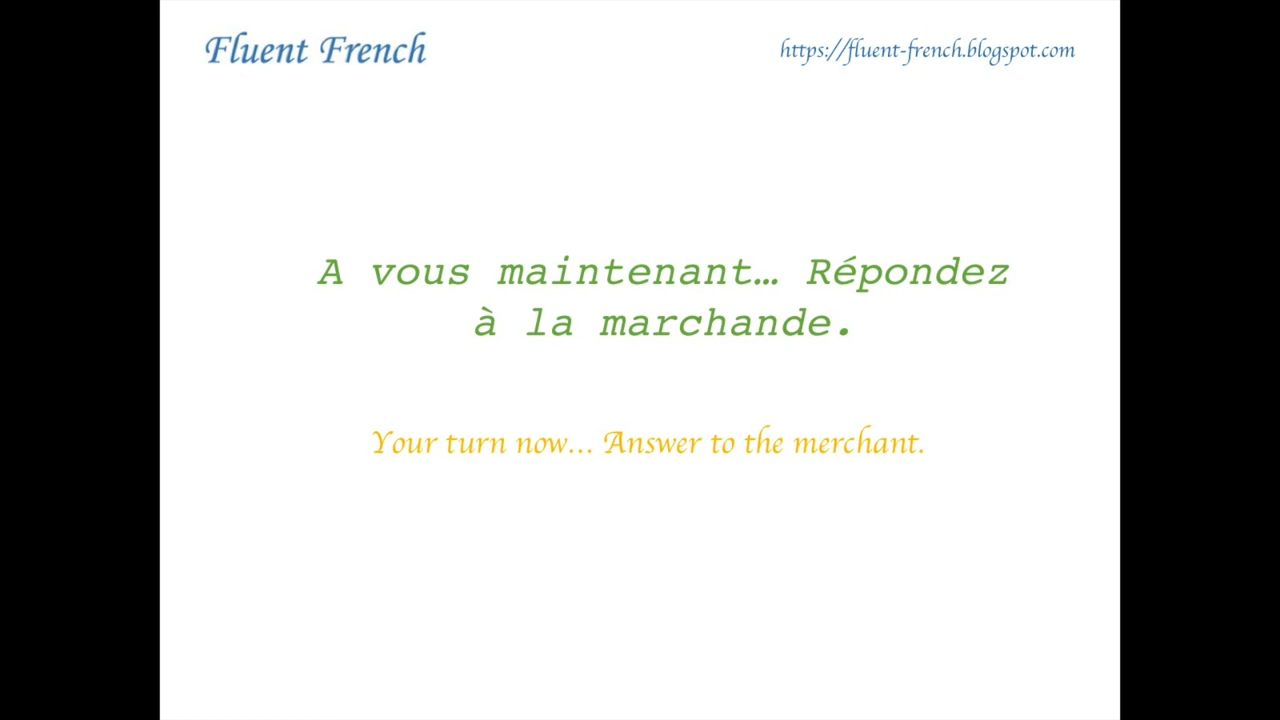 Fluent French
https://fluent-french.blogspot.com
A vous maintenant… Répondez
à la marchande.
Your turn now... Answer to the merchant.